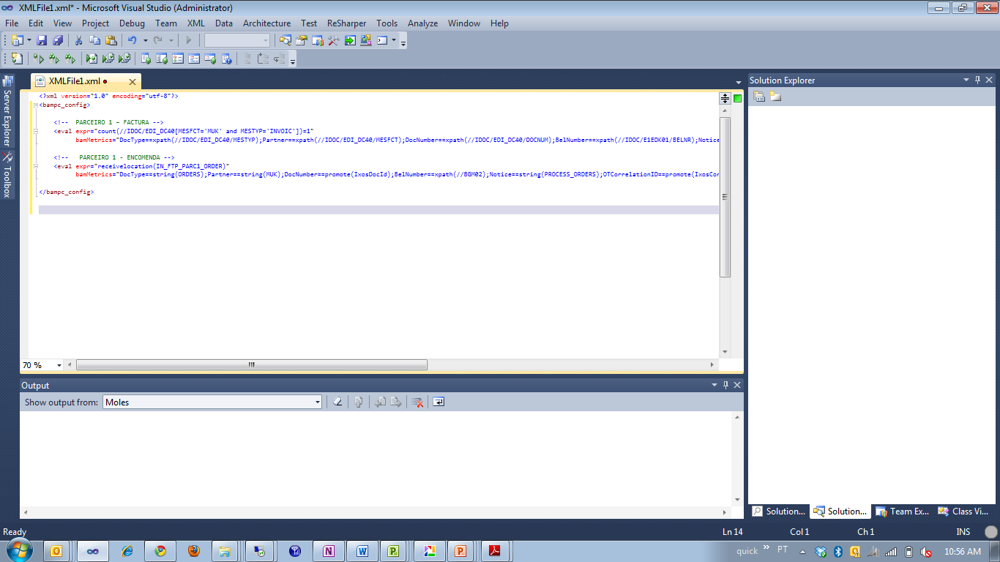 XMLFile1.xml* - Microsoft Visual Studio (Administrator)
File Edit View Project Debug Team XML Data Architecture Test ReSharper Tools Analyze Window Help
Server Explorer
Toolbox
XMLFile1.xml
<?xml version="1.0" encoding="utf-8"?>
<bampc_config>
<!-- PARCEIRO 1 – FACTURA -->
<eval expr="count(//IDOC/EDI_DC40[MESFCT='MUK' and MESTYP='INVOIC'])=1"
bamMetrics="DocType==xpath(//IDOC/EDI_DC40/MESTYP);Partner==xpath(//IDOC/EDI_DC40/MESFCT);DocNumber==xpath(//IDOC/EDI_DC40/DOCNUM);BelNumber==xpath(//IDOC/E1EDK01/BELNR);Notice
<!-- PARCEIRO 1 - ENCOMENDA -->
<eval expr="receivelocation(IN_FTP_PARC1_ORDER)"
bamMetrics="DocType==string(ORDERS);Partner==string(MUK);DocNumber==promote(IxosDocId);BelNumber==xpath(//BGM02);Notice==string(PROCESS_ORDERS);OTCorrelationID==promote(IxosCor
</bampc_config>
70 %
Output
Show output from: Moles
Solution Explorer
Solution... Solution... Team Ex... Class Vi...
Ready Ln 14 Col 1 Ch 1 INS
quick PT 10:56 AM